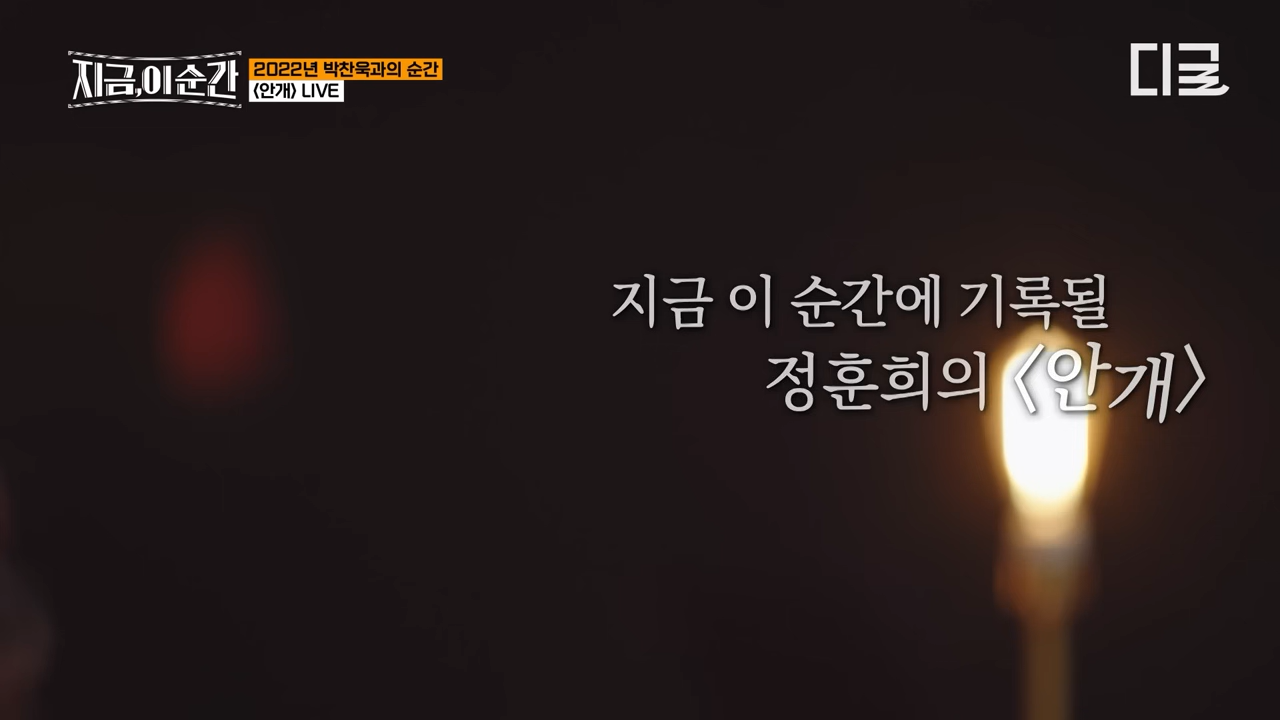 지금, 이 순간
2022년 박찬욱과의 순간
〈안개〉 LIVE
디글
지금 이 순간에 기록될
정훈희의 〈안개〉